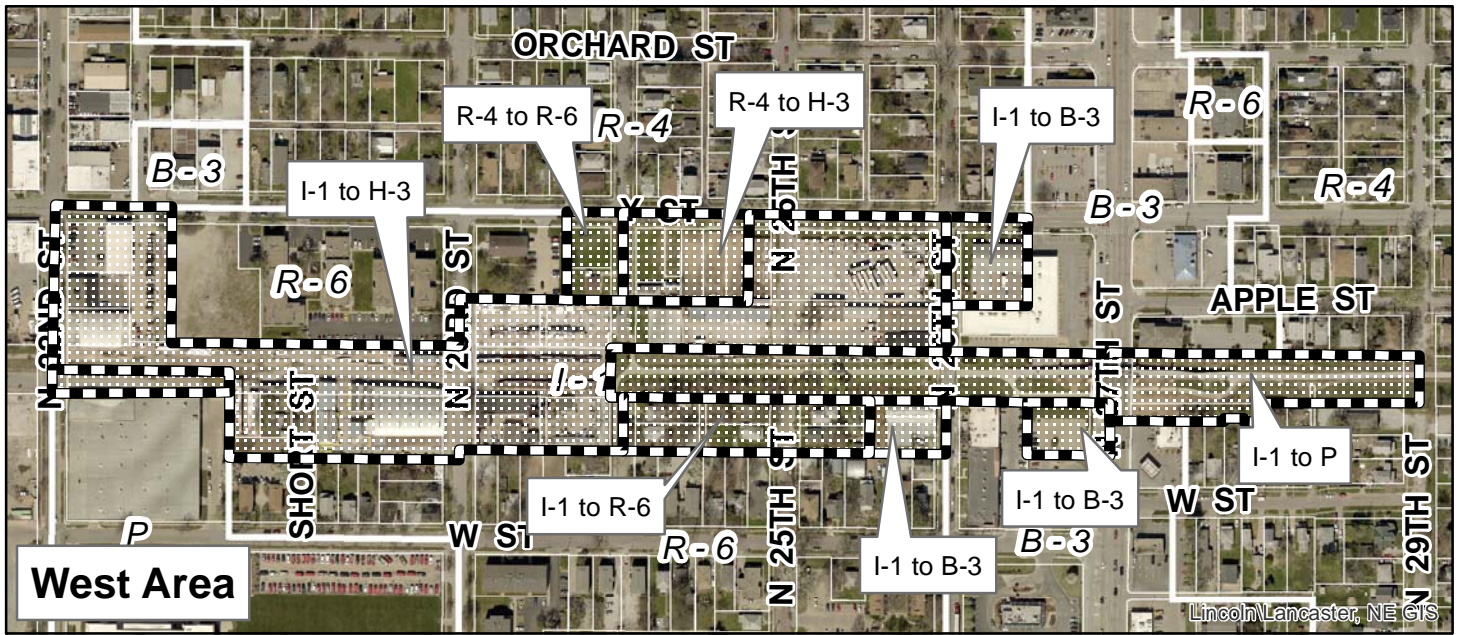 ORCHARD ST
R-4 to R-6
R-4
R-4 to H-3
I-1 to B-3
R-6
B-3
I-1 to H-3
R-4
B-3
Y ST
N 25TH S
N 22ND ST
R-6
N 23RD ST
ST
APPLE ST
27TH ST
I-1
N
SHORT ST
I-1 to P
I-1 to R-6
N 25TH ST
I-1 to B-3
W ST
N 29TH ST
P
W ST
R-6
I-1 to B-3
B-3
West Area
Lincoln\Lancaster, NE GIS